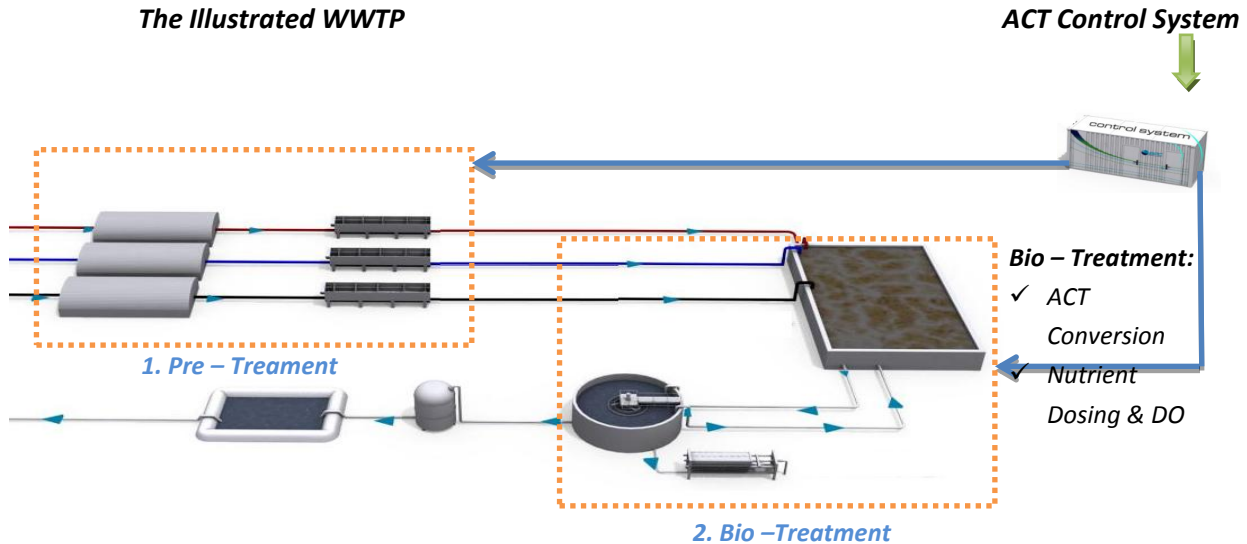 The Illustrated WWTP
ACT Control System
control system
Bio – Treatment:
✓ ACT
Conversion
✓ Nutrient
Dosing & DO
1. Pre – Treament
2. Bio –Treatment